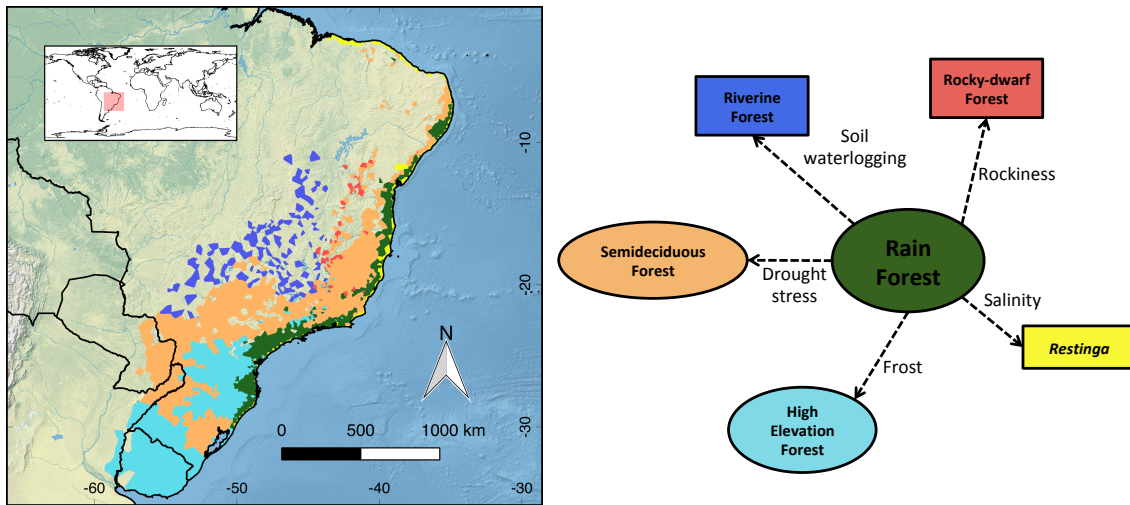 -10
-20
-30
-60
-50
-40
-30
N
0
500
1000 km
Riverine
Forest
Rocky-dwarf
Forest
Soil
waterlogging
Rockiness
Semideciduous
Forest
Drought
stress
Rain
Forest
Salinity
Restinga
Frost
High
Elevation
Forest